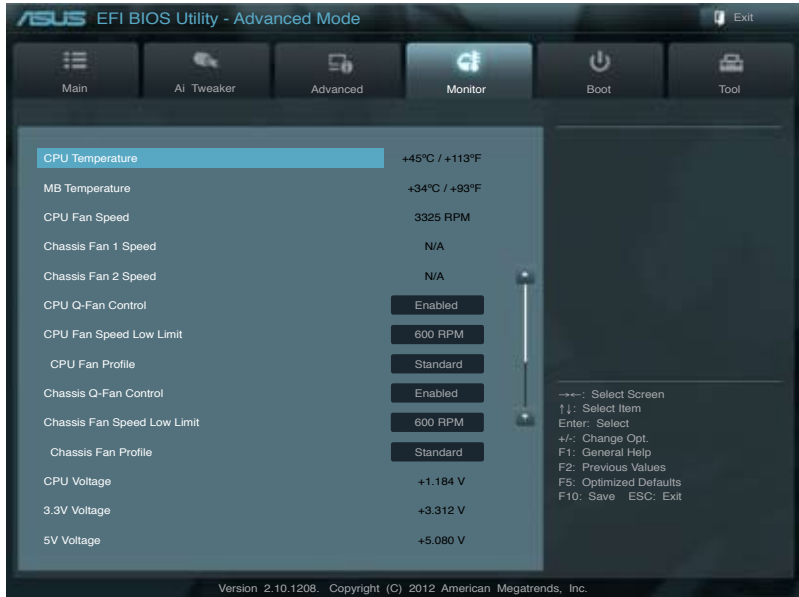 ASUS EFI BIOS Utility - Advanced Mode
Exit
Main
Ai Tweaker
Advanced
Monitor
Boot
Tool
CPU Temperature +45ºC / +113ºF
MB Temperature +34ºC / +93ºF
CPU Fan Speed 3325 RPM
Chassis Fan 1 Speed N/A
Chassis Fan 2 Speed N/A
CPU Q-Fan Control Enabled
CPU Fan Speed Low Limit 600 RPM
CPU Fan Profile Standard
Chassis Q-Fan Control Enabled
Chassis Fan Speed Low Limit 600 RPM
Chassis Fan Profile Standard
CPU Voltage +1.184 V
3.3V Voltage +3.312 V
5V Voltage +5.080 V
→←: Select Screen
↑↓: Select Item
Enter: Select
+/-: Change Opt.
F1: General Help
F2: Previous Values
F5: Optimized Defaults
F10: Save ESC: Exit
Version 2.10.1208. Copyright (C) 2012 American Megatrends, Inc.